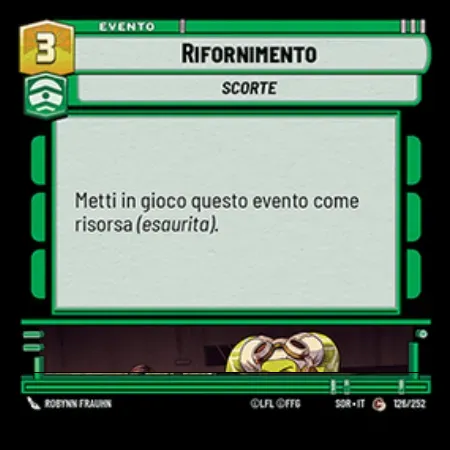 EVENTO
3
RIFORNIMENTO
SCORTE
Metti in gioco questo evento come
risorsa (esaurita).
ROBYNN FRAUHN
©LFL ©FFG
SOR • IT
126/252